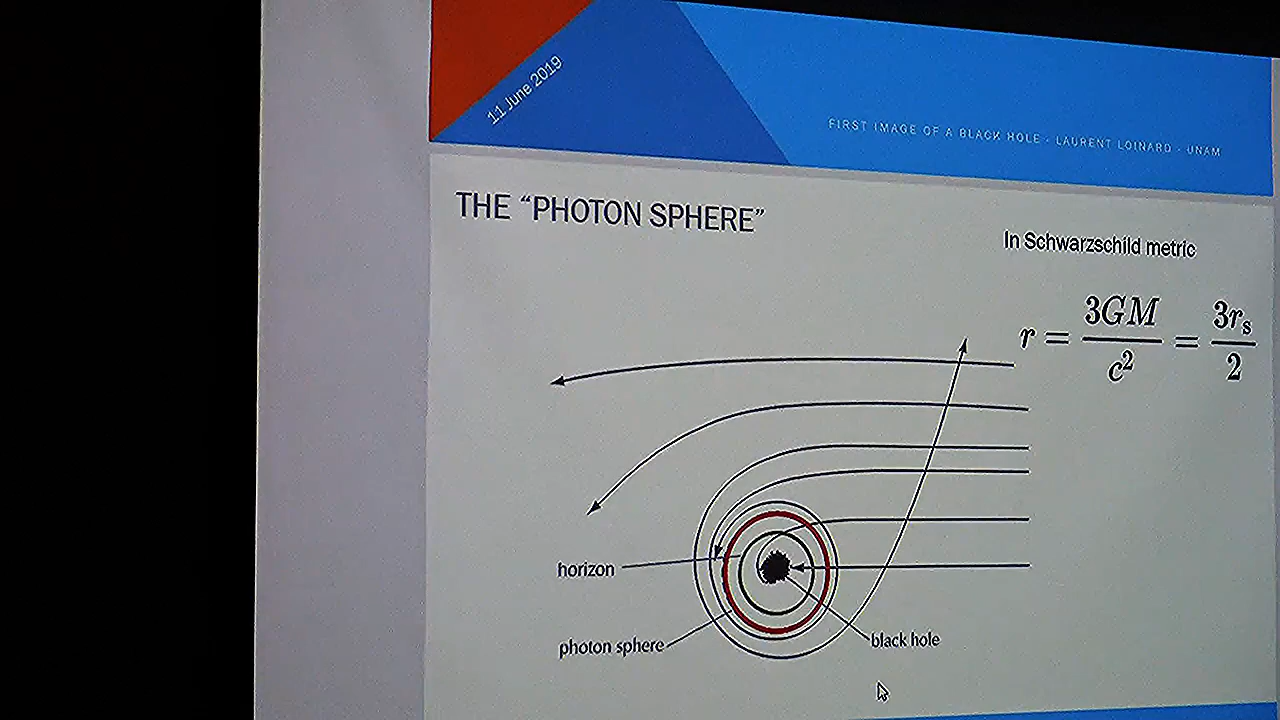 11 June 2019
FIRST IMAGE OF A BLACK HOLE - LAURENT LOINARD - UNAM
THE “PHOTON SPHERE”
In Schwarzschild metric
r = 3GM / c² = 3rₛ / 2
horizon
photon sphere
black hole